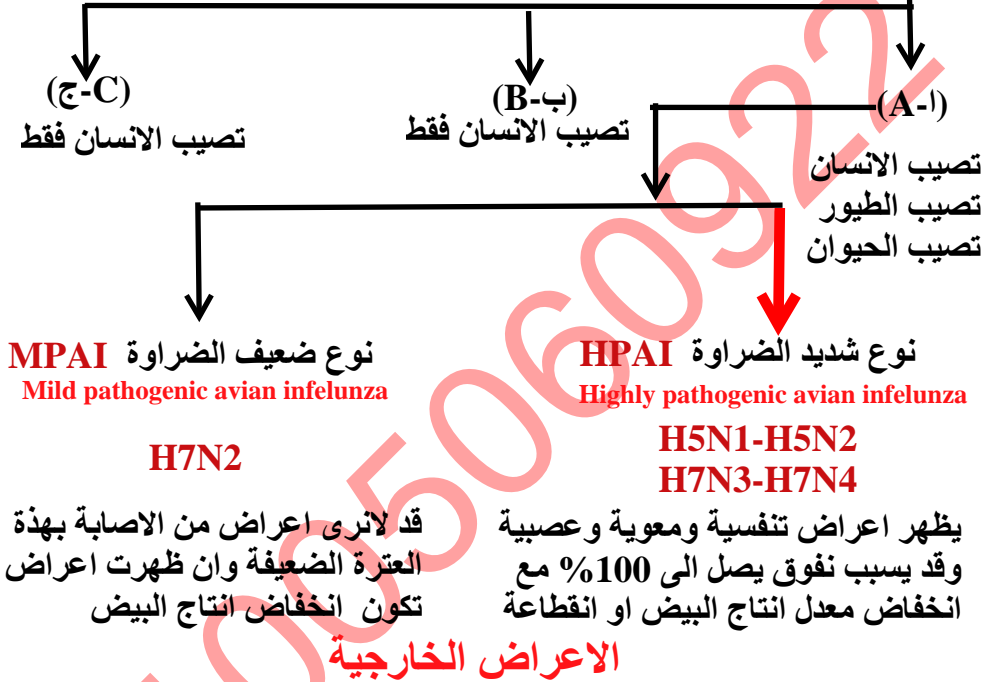 (ا-A)
تصيب الانسان
تصيب الطيور
تصيب الحيوان
(ب-B)
تصيب الانسان فقط
(ج-C)
تصيب الانسان فقط
نوع شديد الضراوة HPAI
Highly pathogenic avian infelunza
H5N1-H5N2
H7N3-H7N4
يظهر اعراض تنفسية ومعوية وعصبية
وقد يسبب نفوق يصل الى 100% مع
انخفاض معدل انتاج البيض او انقطاعة
نوع ضعيف الضراوة MPAI
Mild pathogenic avian infelunza
H7N2
قد لانرى اعراض من الاصابة بهذة
العترة الضعيفة وان ظهرت اعراض
تكون انخفاض انتاج البيض
الاعراض الخارجية